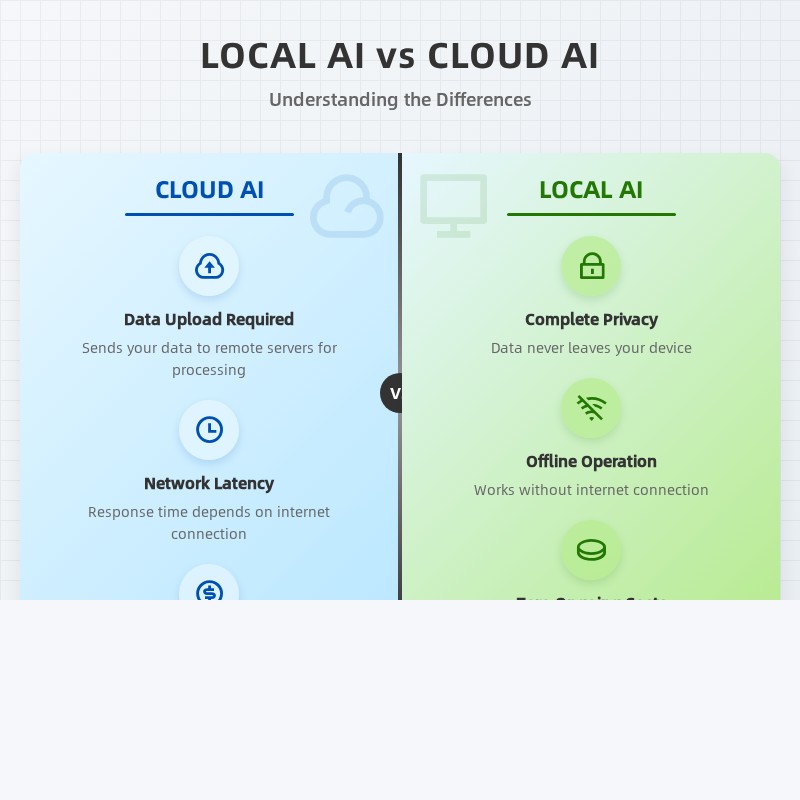 LOCAL AI vs CLOUD AI
Understanding the Differences
CLOUD AI
Data Upload Required
Sends your data to remote servers for
processing
Network Latency
Response time depends on internet
connection
V
LOCAL AI
Complete Privacy
Data never leaves your device
Offline Operation
Works without internet connection